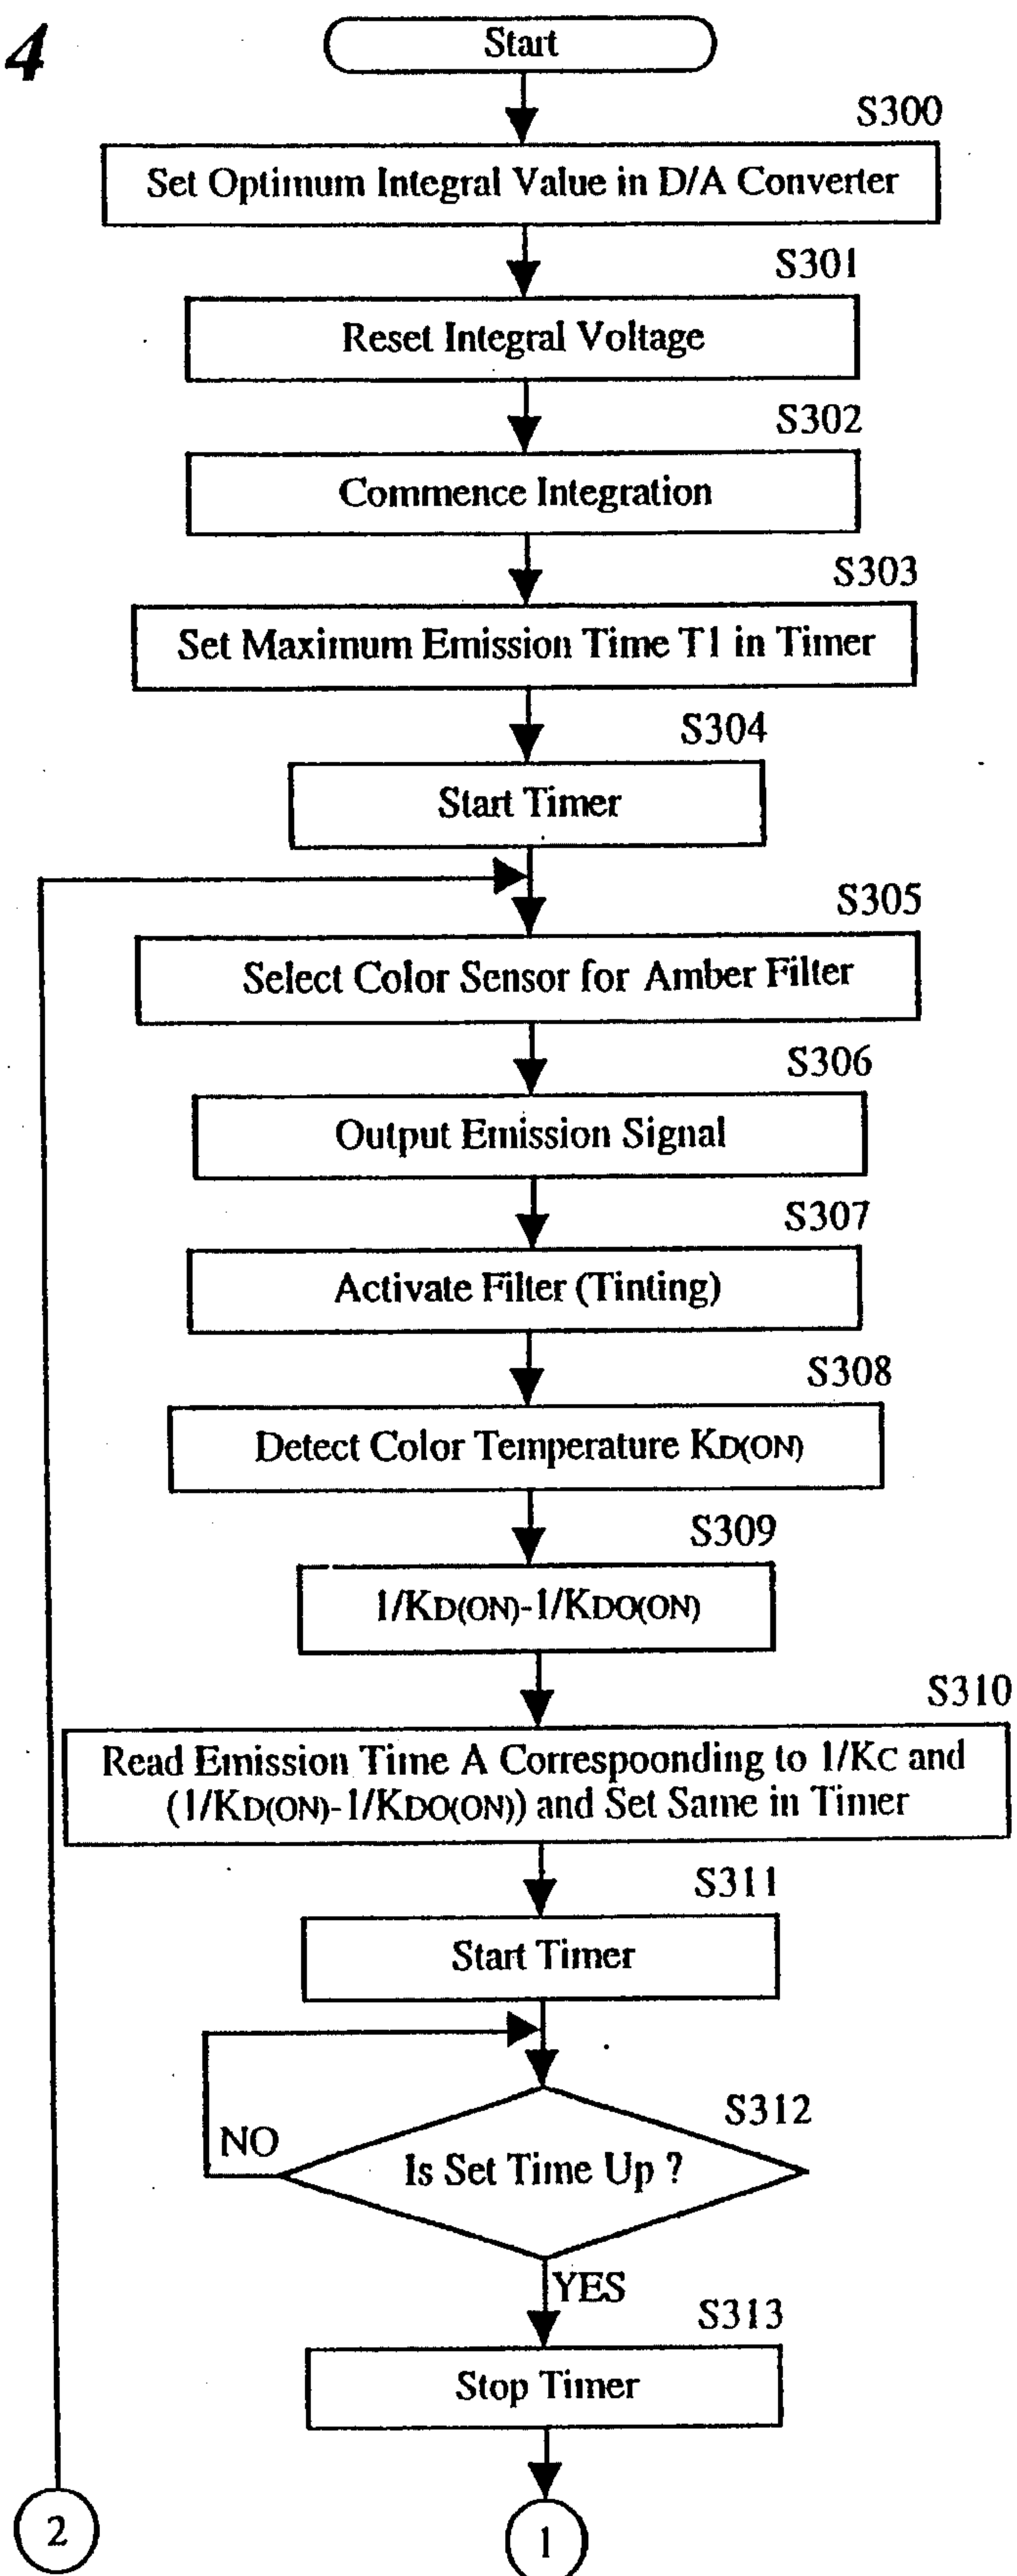 4
Start
S300
Set Optimum Integral Value in D/A Converter
S301
Reset Integral Voltage
S302
Commence Integration
S303
Set Maximum Emission Time T1 in Timer
S304
Start Timer
S305
Select Color Sensor for Amber Filter
S306
Output Emission Signal
S307
Activate Filter (Tinting)
S308
Detect Color Temperature KD(ON)
S309
1/KD(ON)-1/KDO(ON)
S310
Read Emission Time A Correspoonding to 1/KC and
(1/KD(ON)-1/KDO(ON)) and Set Same in Timer
S311
Start Timer
S312
NO
Is Set Time Up ?
YES
S313
Stop Timer
2
1